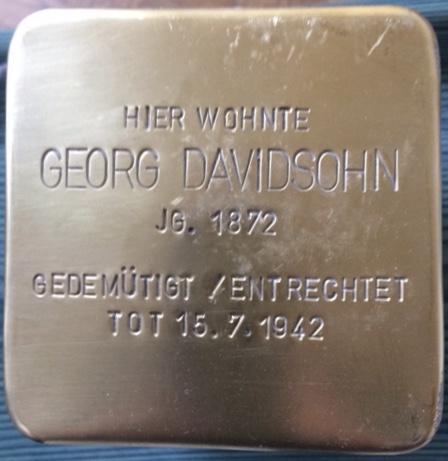 HIER WOHNTE
GEORG DAVIDSOHN
JG. 1872
GEDEMÜTIGT / ENTRECHTET
TOT 15.7.1942